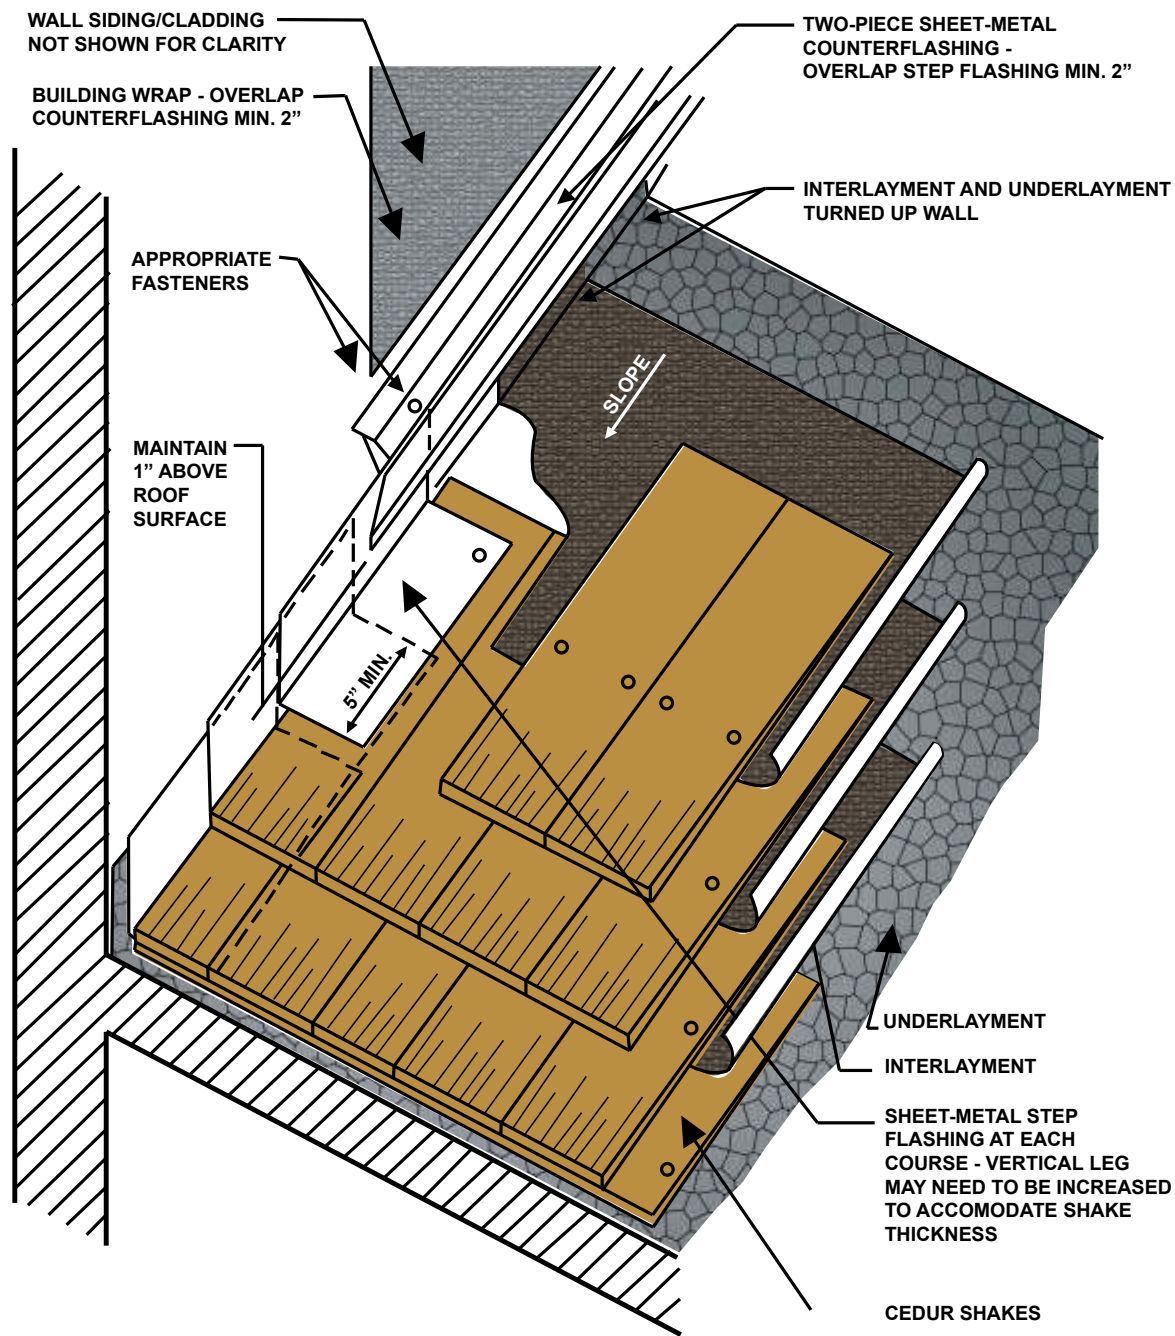 WALL SIDING/CLADDING
NOT SHOWN FOR CLARITY
TWO-PIECE SHEET-METAL
COUNTERFLASHING -
OVERLAP STEP FLASHING MIN. 2”
BUILDING WRAP - OVERLAP
COUNTERFLASHING MIN. 2”
INTERLAYMENT AND UNDERLAYMENT
TURNED UP WALL
APPROPRIATE
FASTENERS
SLOPE
MAINTAIN
1” ABOVE
ROOF
SURFACE
5” MIN.
UNDERLAYMENT
INTERLAYMENT
SHEET-METAL STEP
FLASHING AT EACH
COURSE - VERTICAL LEG
MAY NEED TO BE INCREASED
TO ACCOMODATE SHAKE
THICKNESS
CEDUR SHAKES